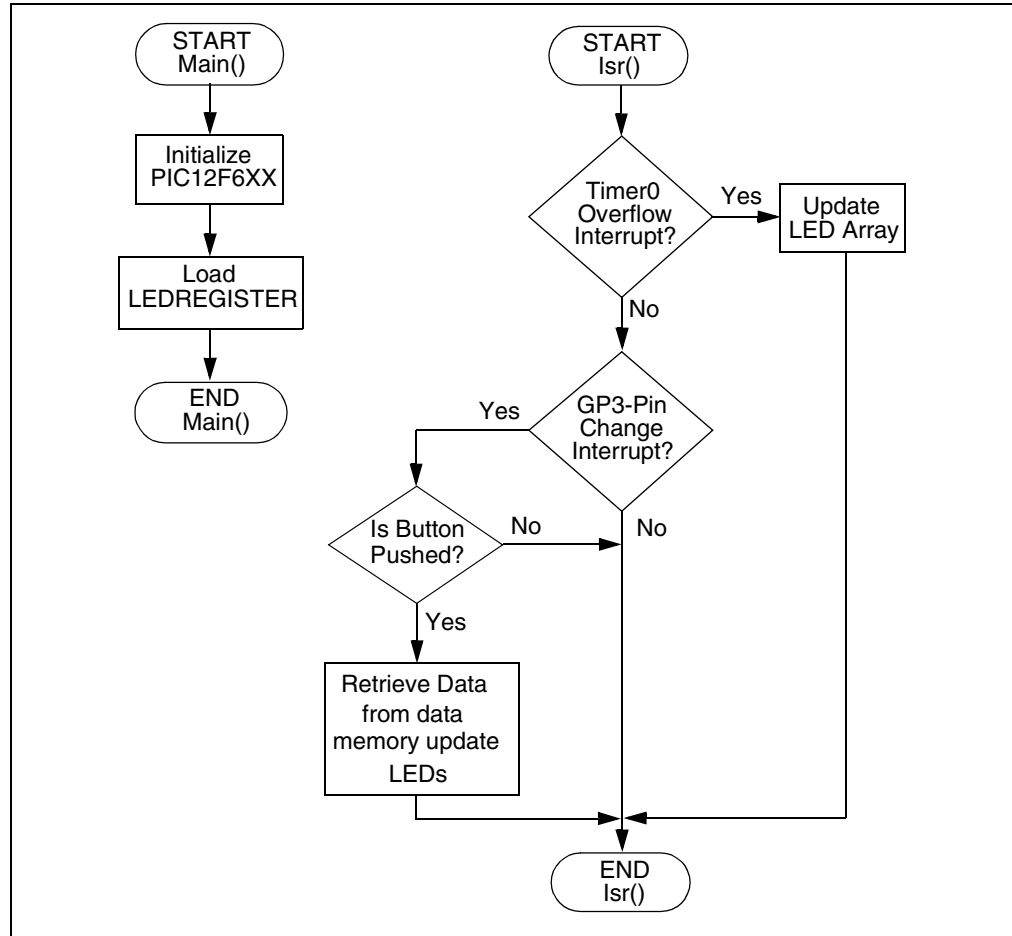 START
Main()
Initialize
PIC12F6XX
Load
LEDREGISTER
END
Main()
START
Isr()
Timer0
Overflow
Interrupt?
Yes
Update
LED Array
No
GP3-Pin
Change
Interrupt?
Yes
No
Is Button
Pushed?
No
Yes
Retrieve Data
from data
memory update
LEDs
END
Isr()